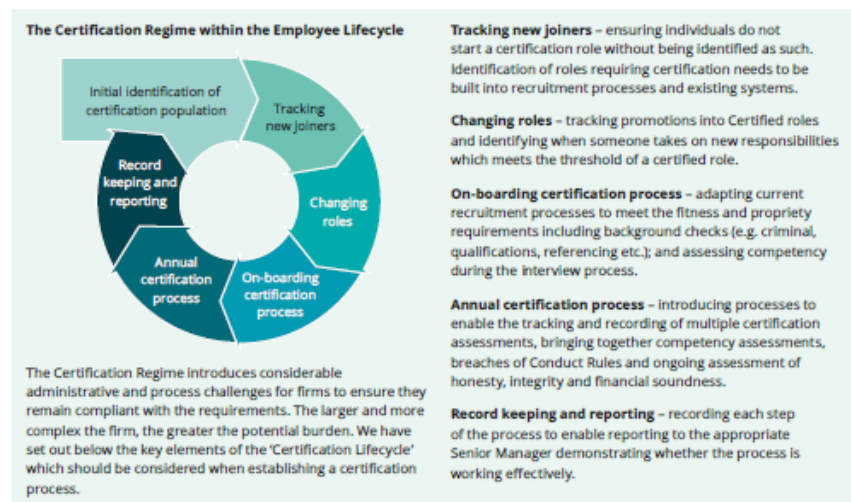 The Certification Regime within the Employee Lifecycle
Initial identification of
certification population
Tracking
new joiners
Changing
roles
On-boarding
certification
process
Annual
certification
process
Record
keeping and
reporting
The Certification Regime introduces considerable
administrative and process challenges for firms to ensure they
remain compliant with the requirements. The larger and more
complex the firm, the greater the potential burden. We have
set out below the key elements of the ‘Certification Lifecycle’
which should be considered when establishing a certification
process.
Tracking new joiners – ensuring individuals do not
start a certification role without being identified as such.
Identification of roles requiring certification needs to be
built into recruitment processes and existing systems.
Changing roles – tracking promotions into Certified roles
and identifying when someone takes on new responsibilities
which meets the threshold of a certified role.
On-boarding certification process – adapting current
recruitment processes to meet the fitness and propriety
requirements including background checks (e.g. criminal,
qualifications, referencing etc.); and assessing competency
during the interview process.
Annual certification process – introducing processes to
enable the tracking and recording of multiple certification
assessments, bringing together competency assessments,
breaches of Conduct Rules and ongoing assessment of
honesty, integrity and financial soundness.
Record keeping and reporting – recording each step
of the process to enable reporting to the appropriate
Senior Manager demonstrating whether the process is
working effectively.